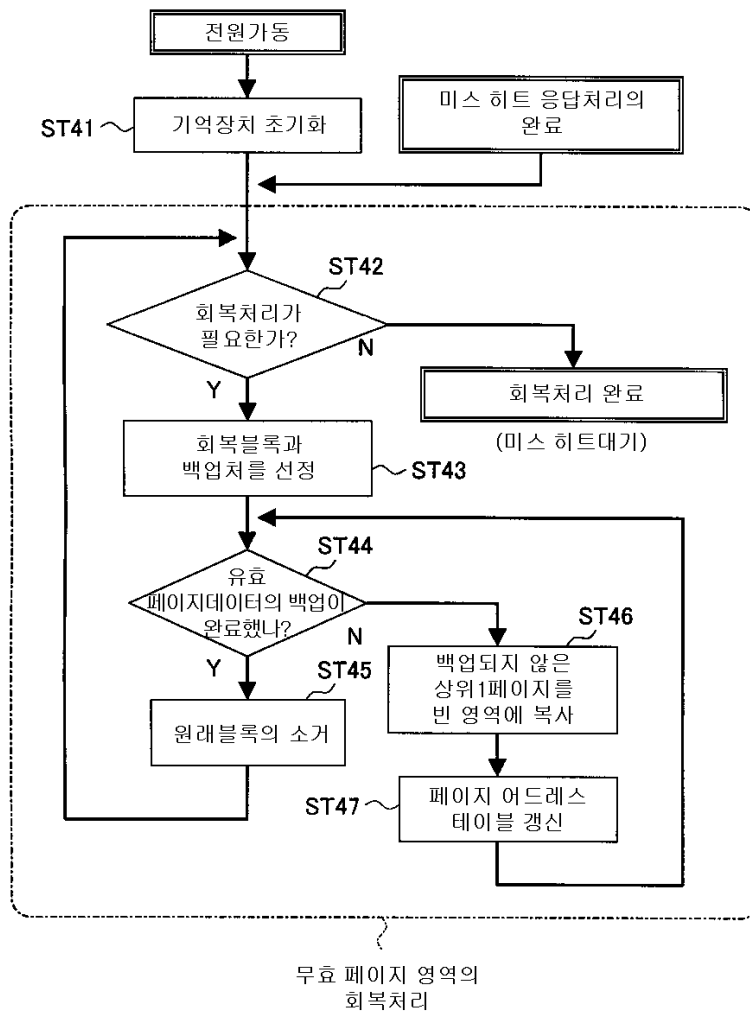 전원가동
ST41
기억장치 초기화
미스 히트 응답처리의
완료
ST42
회복처리가
필요한가?
N
Y
회복처리 완료
(미스 히트대기)
회복블록과
백업처를 선정
ST43
ST44
유효
페이지데이터의 백업이
완료했나?
N
Y
ST45
원래블록의 소거
ST46
백업되지 않은
상위1페이지를
빈 영역에 복사
ST47
페이지 어드레스
테이블 갱신
무효 페이지 영역의
회복처리